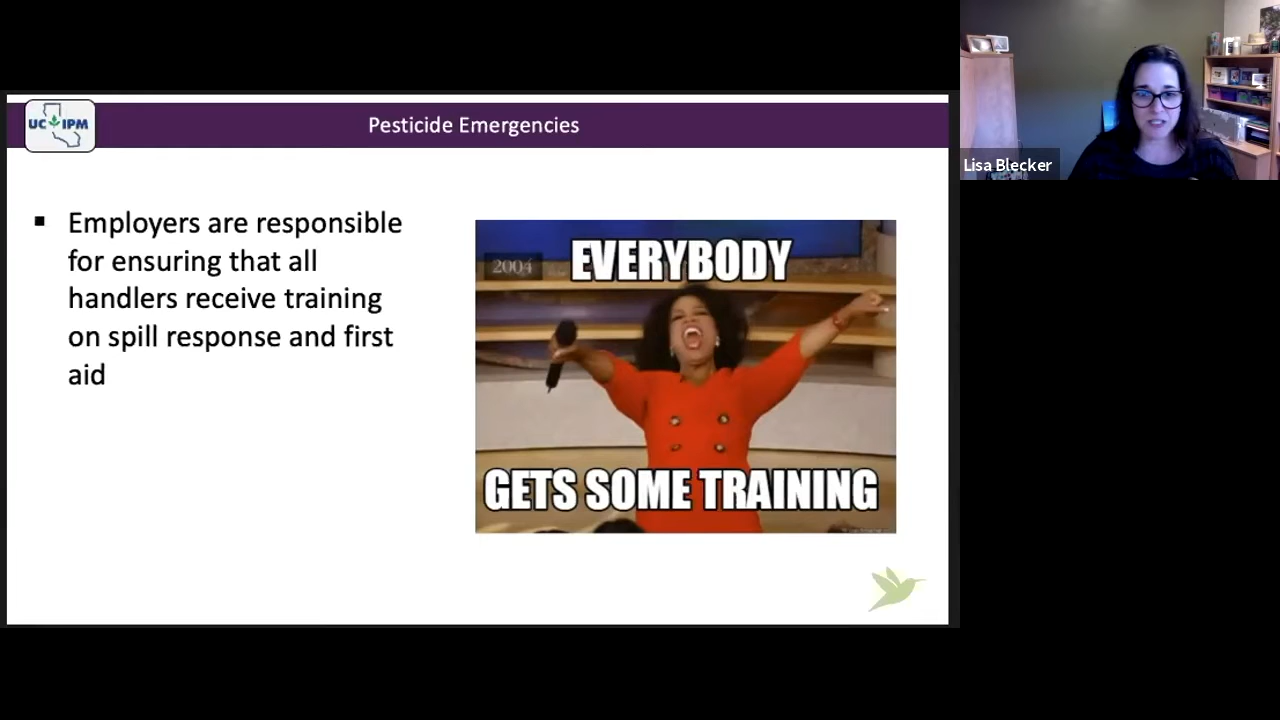 Pesticide Emergencies
UC IPM
▪ Employers are responsible
for ensuring that all
handlers receive training
on spill response and first
aid
2004
EVERYBODY
GETS SOME TRAINING
Lisa Blecker